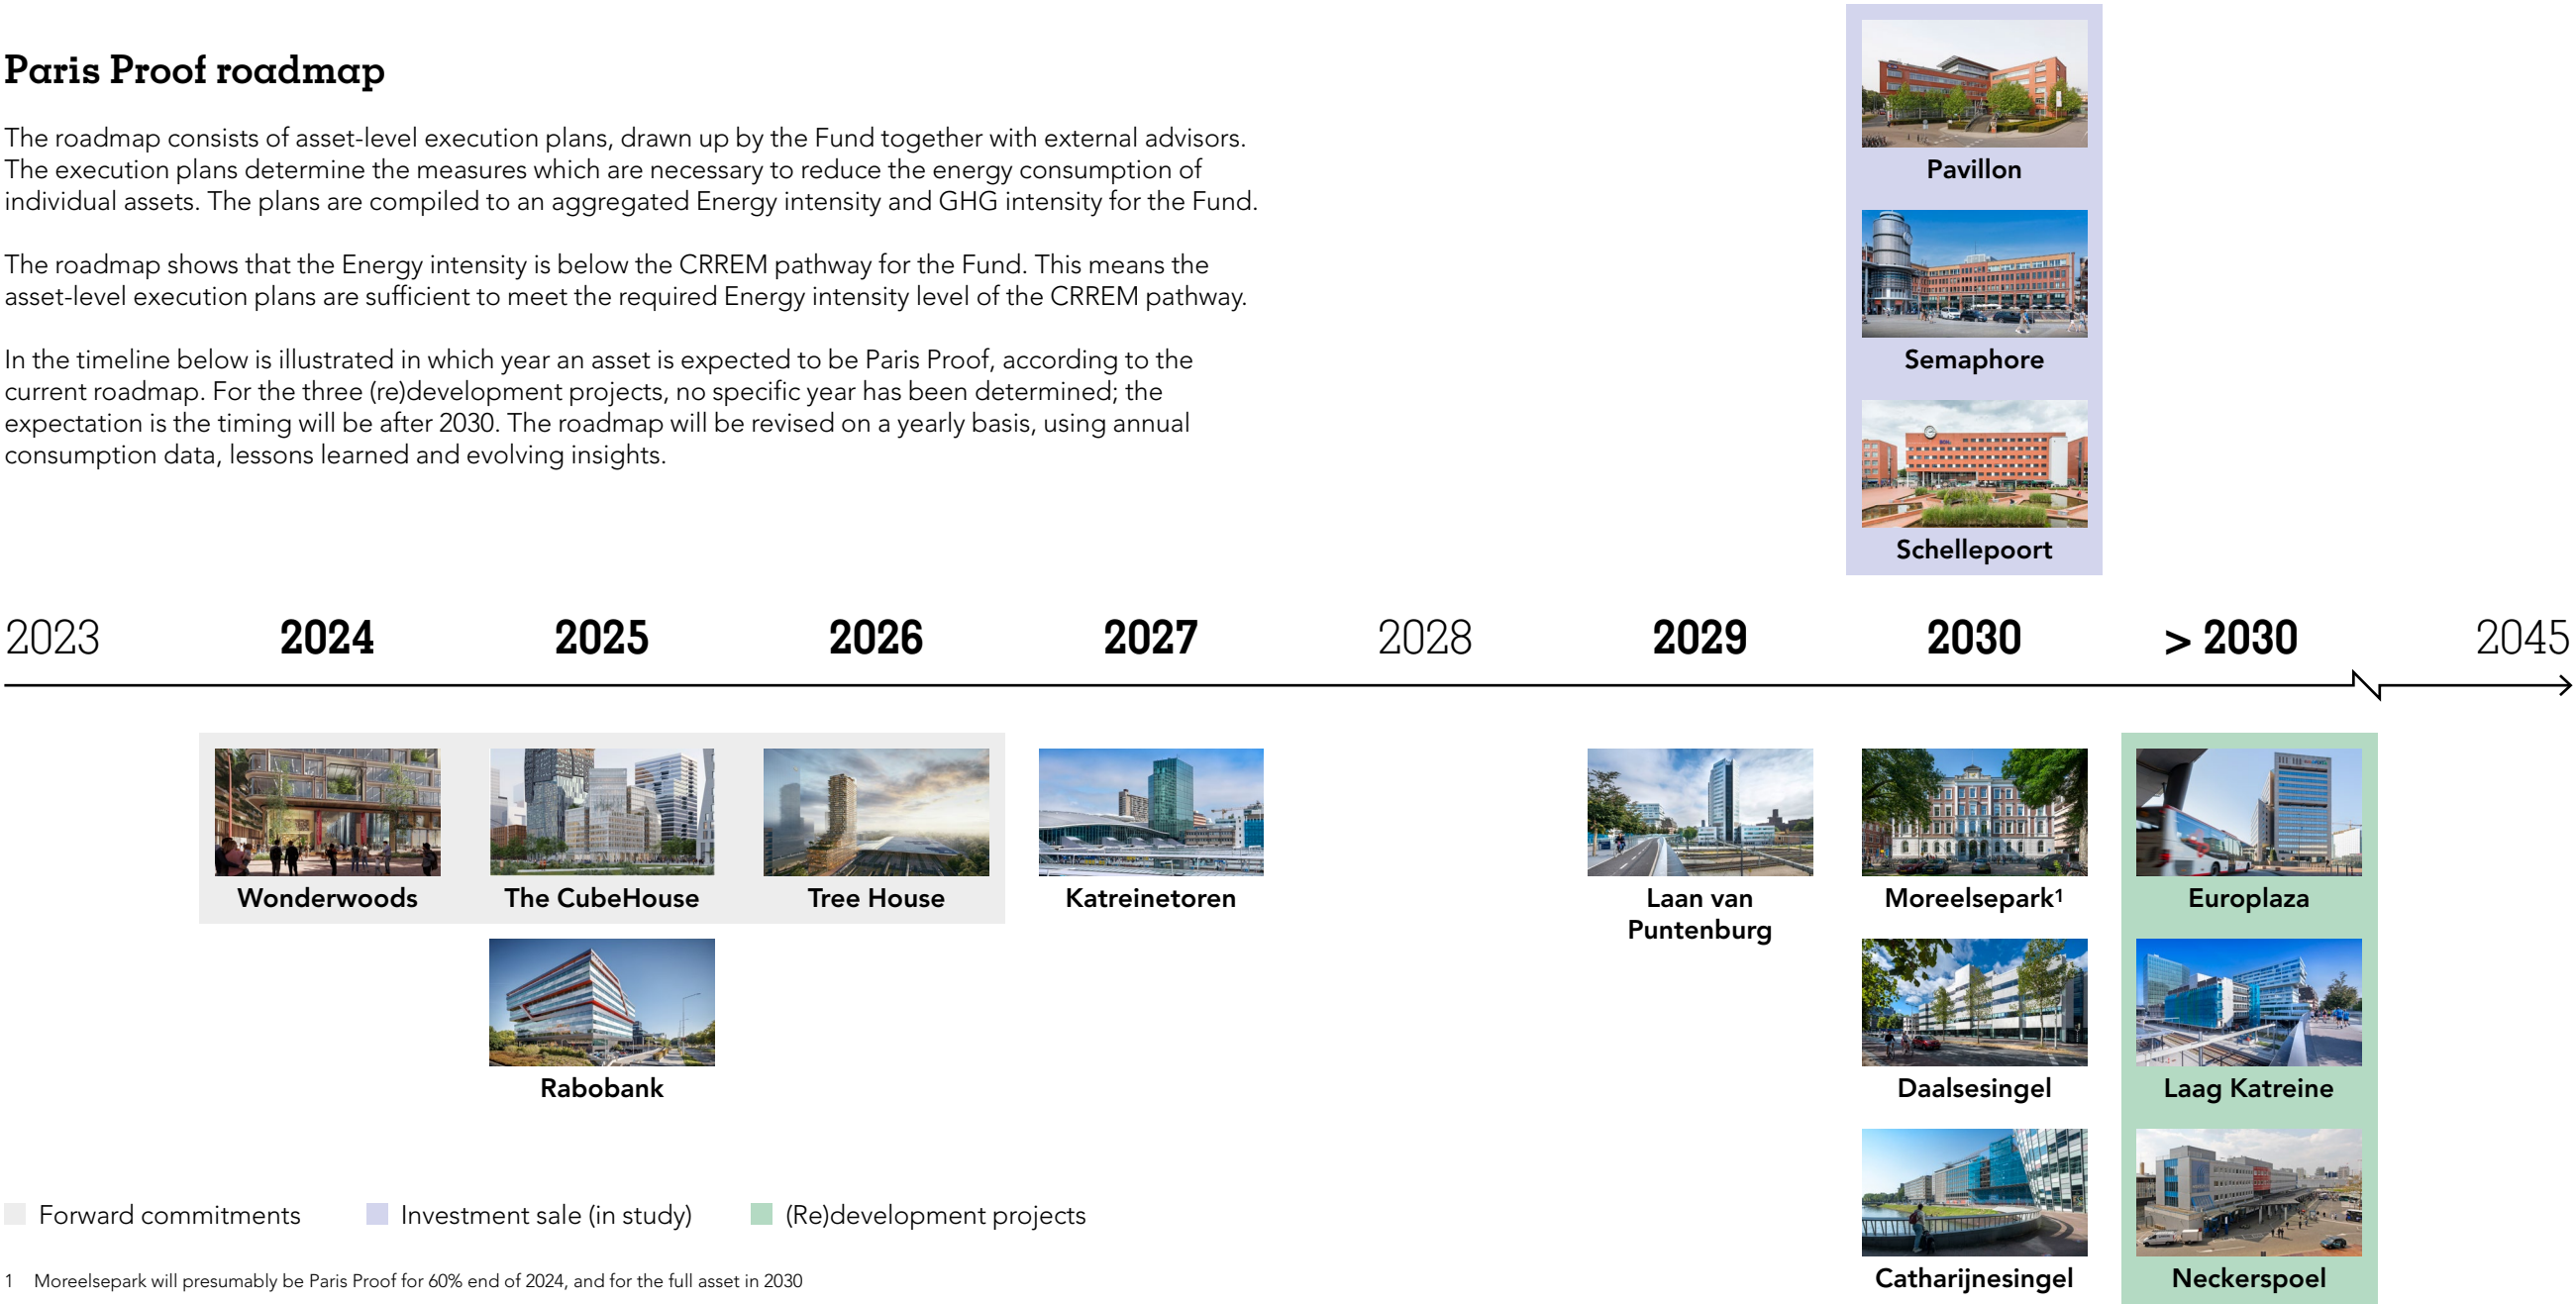 Paris Proof roadmap
The roadmap consists of asset-level execution plans, drawn up by the Fund together with external advisors.
The execution plans determine the measures which are necessary to reduce the energy consumption of
individual assets. The plans are compiled to an aggregated Energy intensity and GHG intensity for the Fund.
The roadmap shows that the Energy intensity is below the CRREM pathway for the Fund. This means the
asset-level execution plans are sufficient to meet the required Energy intensity level of the CRREM pathway.
In the timeline below is illustrated in which year an asset is expected to be Paris Proof, according to the
current roadmap. For the three (re)development projects, no specific year has been determined; the
expectation is the timing will be after 2030. The roadmap will be revised on a yearly basis, using annual
consumption data, lessons learned and evolving insights.
Pavillon
Semaphore
Schellepoort
2023 2024 2025 2026 2027 2028 2029 2030 > 2030 2045
Wonderwoods
The CubeHouse
Tree House
Katreinetoren
Laan van
Puntenburg
Moreelsepark¹
Europlaza
Rabobank
Daalsesingel
Laag Katreine
Catharijnesingel
Neckerspoel
Forward commitments
Investment sale (in study)
(Re)development projects
1 Moreelsepark will presumably be Paris Proof for 60% end of 2024, and for the full asset in 2030